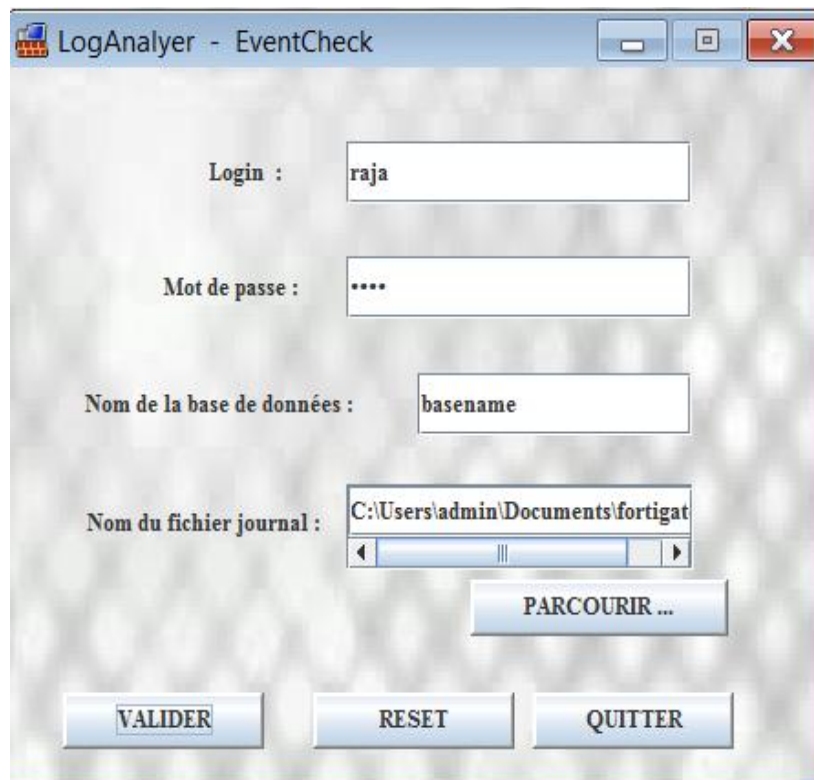 LogAnalyer - EventCheck
Login :
raja
Mot de passe :
••••
Nom de la base de données :
basename
Nom du fichier journal :
C:\Users\admin\Documents\fortigat
PARCOURIR ...
VALIDER
RESET
QUITTER